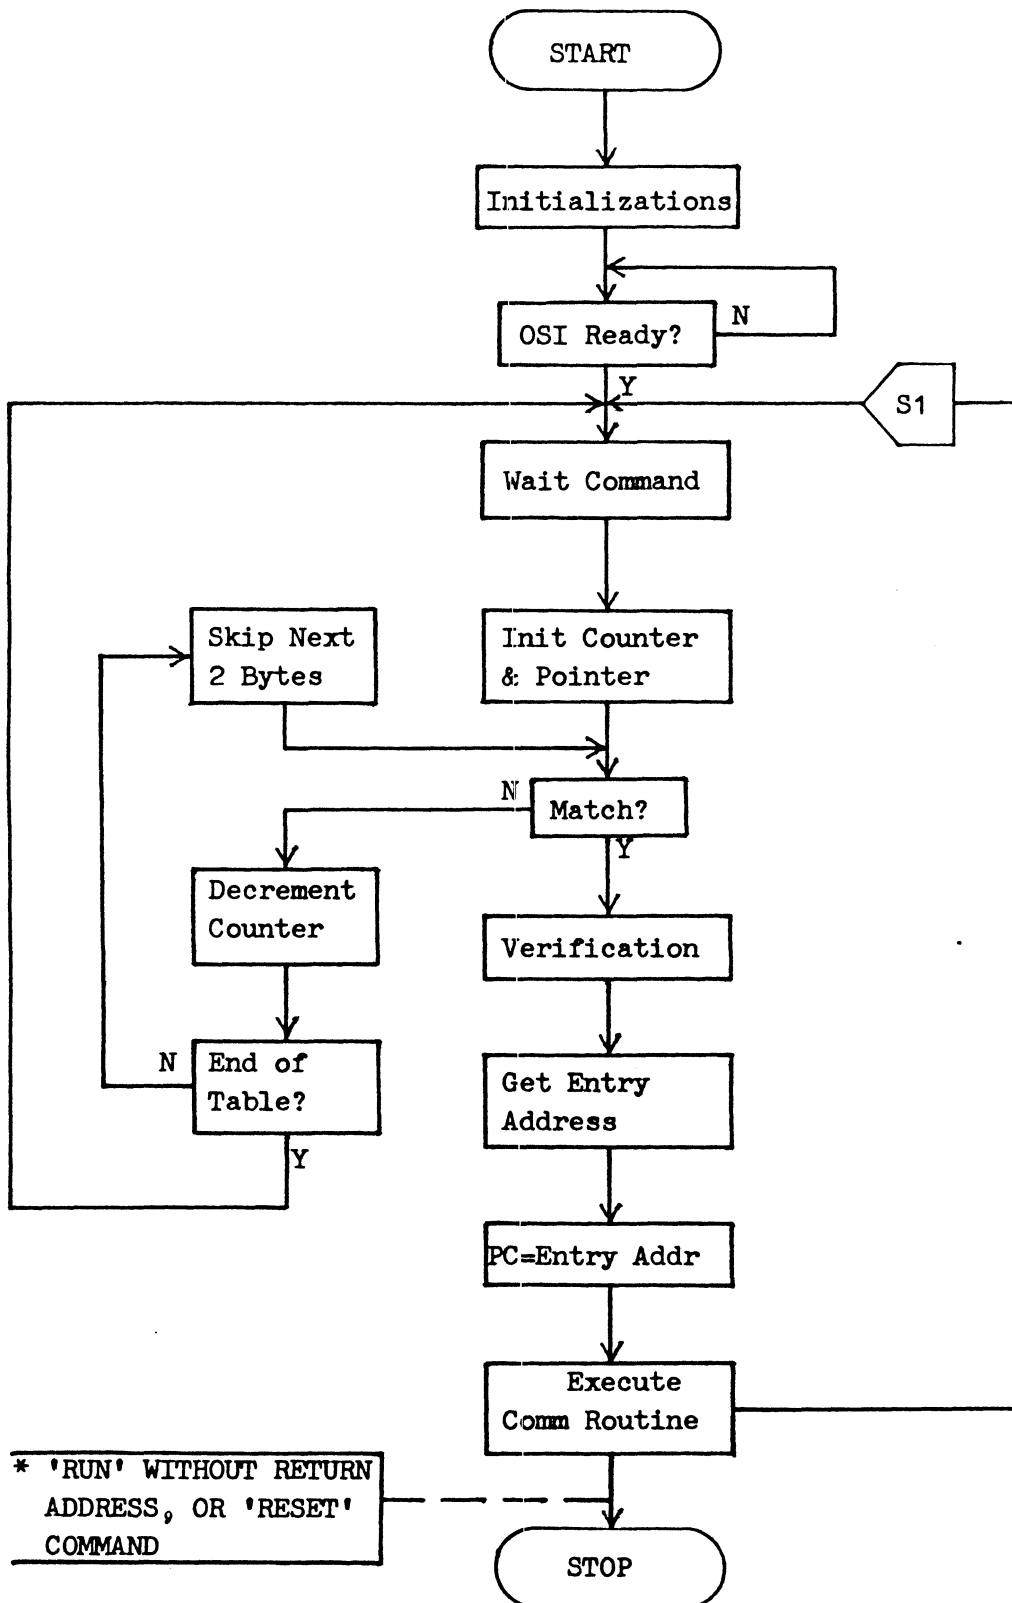 START
Initializations
OSI Ready?
N
Y
S1
Wait Command
Skip Next
2 Bytes
Init Counter
& Pointer
N
Match?
Y
Decrement
Counter
Verification
N
End of
Table?
Y
Get Entry
Address
PC=Entry Addr
Execute
Comm Routine
* 'RUN' WITHOUT RETURN
ADDRESS, OR 'RESET'
COMMAND
STOP